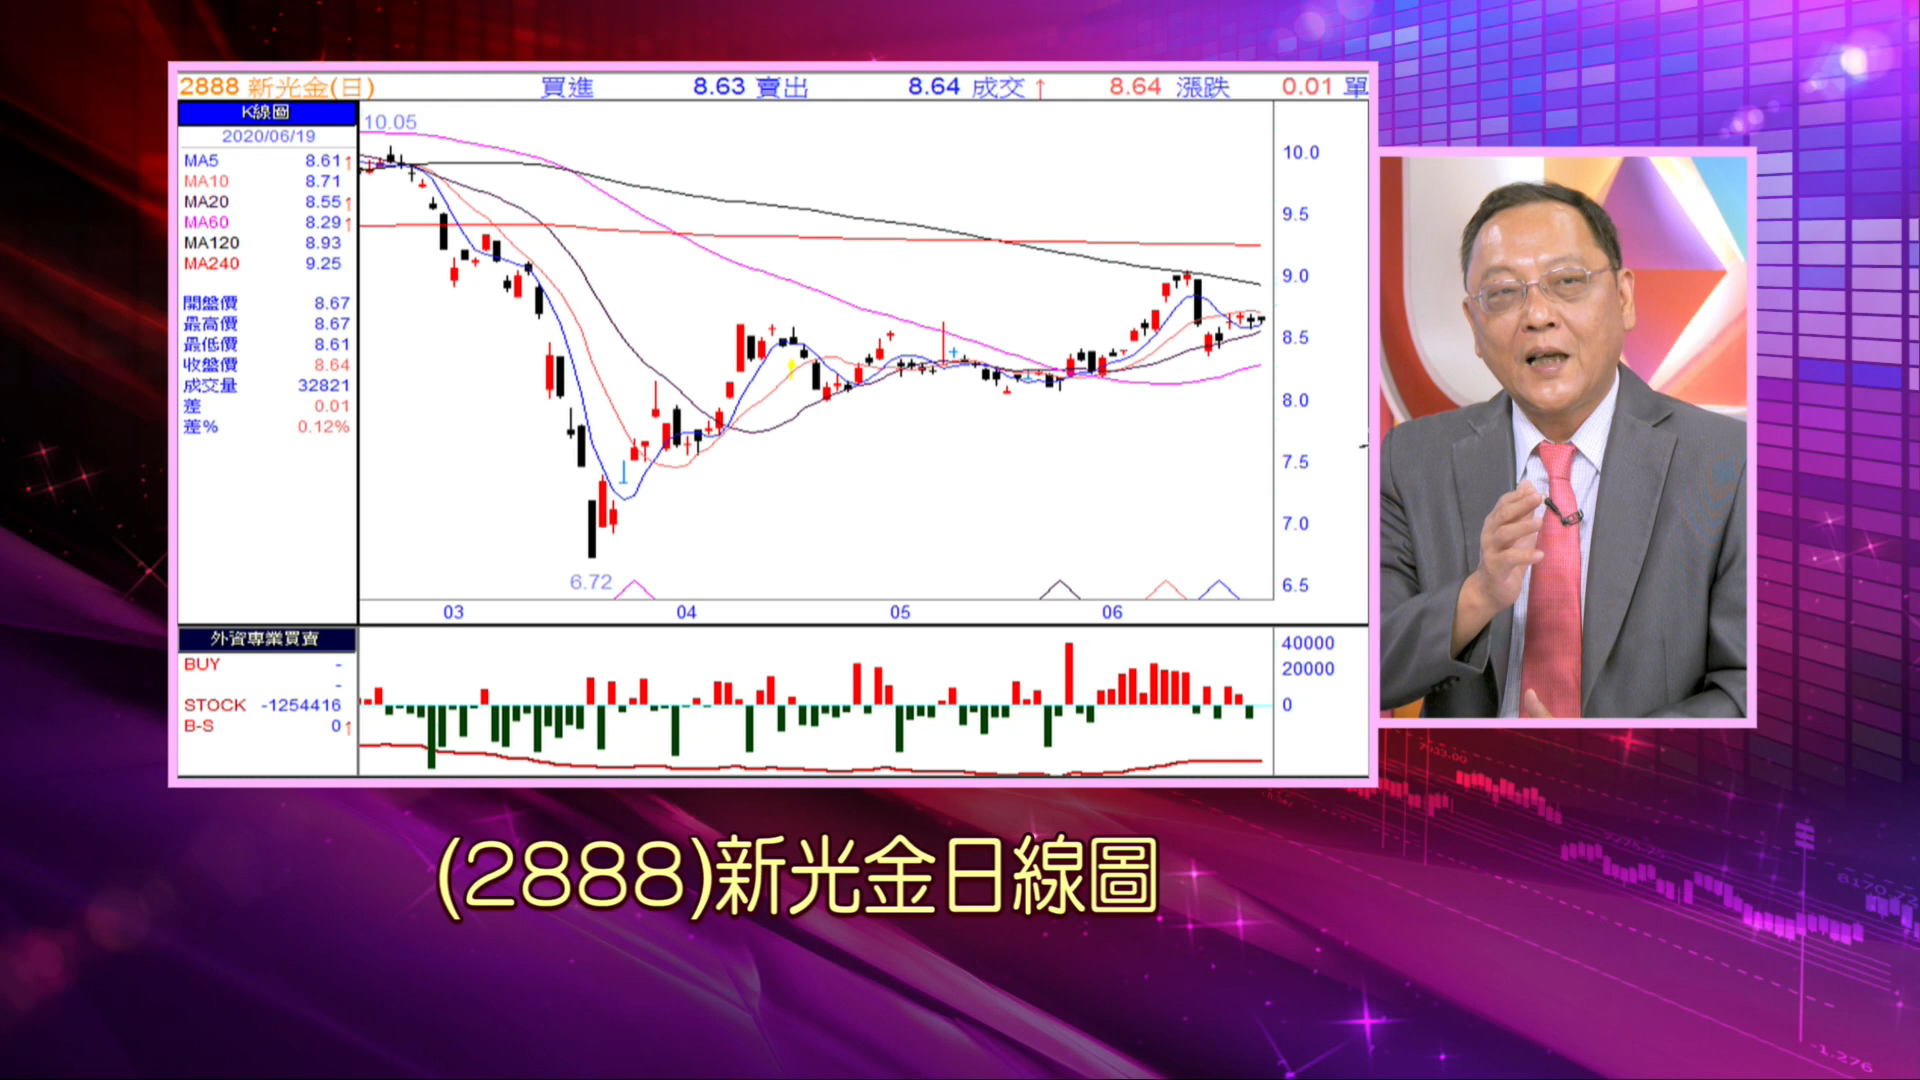 2888 新光金(日) 買進 8.63 賣出 8.64 成交↑ 8.64 漲跌 0.01 單
K線圖
2020/06/19
MA5 8.61↑
MA10 8.71
MA20 8.55↑
MA60 8.29↑
MA120 8.93
MA240 9.25
開盤價 8.67
最高價 8.67
最低價 8.61
收盤價 8.64
成交量 32821
差 0.01
差% 0.12%
10.05
6.72
10.0
9.5
9.0
8.5
8.0
7.5
7.0
6.5
03 04 05 06
外資專業買賣
BUY -
-
STOCK -1254416
B-S 0↑
40000
20000
0
(2888)新光金日線圖
-1.276